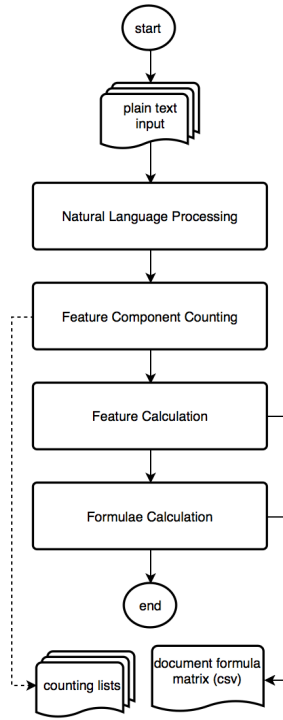 start
plain text
input
Natural Language Processing
Feature Component Counting
Feature Calculation
Formulae Calculation
end
counting lists
document formula
matrix (csv)